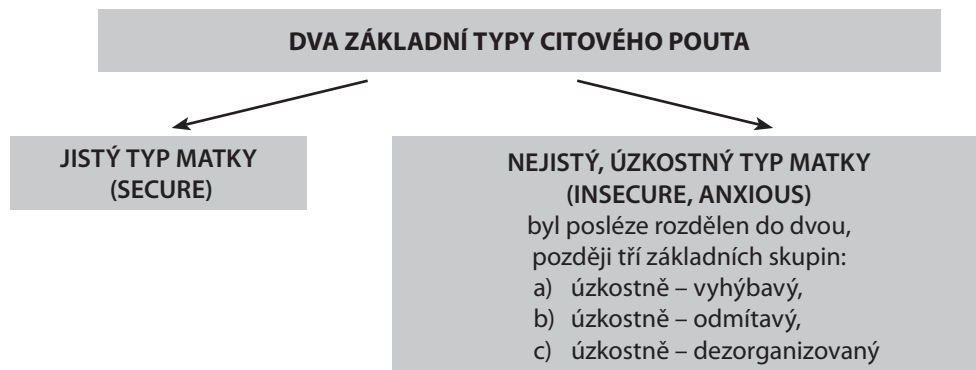 DVA ZÁKLADNÍ TYPY CITOVÉHO POUTA
JISTÝ TYP MATKY
(SECURE)
NEJISTÝ, ÚZKOSTNÝ TYP MATKY
(INSECURE, ANXIOUS)
byl posléze rozdělen do dvou,
později tří základních skupin:
a) úzkostně – vyhýbavý,
b) úzkostně – odmítavý,
c) úzkostně – dezorganizovaný